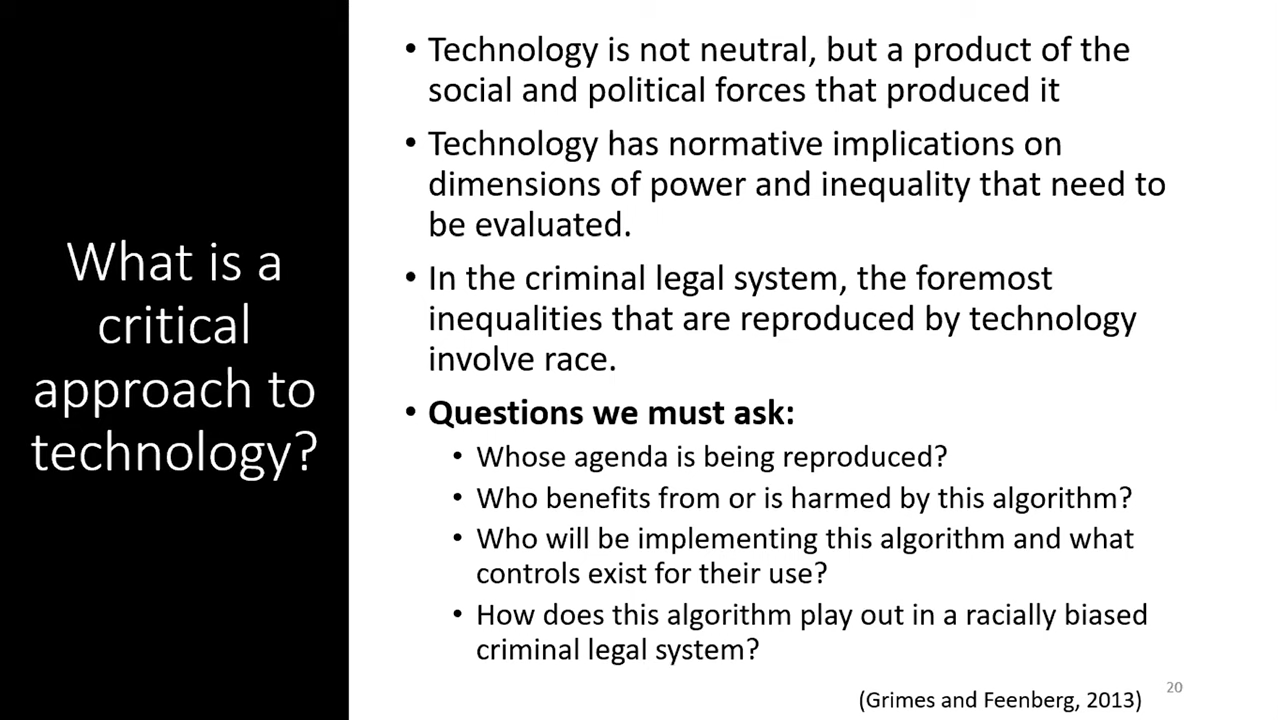 What is a
critical
approach to
technology?
• Technology is not neutral, but a product of the
social and political forces that produced it
• Technology has normative implications on
dimensions of power and inequality that need to
be evaluated.
• In the criminal legal system, the foremost
inequalities that are reproduced by technology
involve race.
• Questions we must ask:
• Whose agenda is being reproduced?
• Who benefits from or is harmed by this algorithm?
• Who will be implementing this algorithm and what
controls exist for their use?
• How does this algorithm play out in a racially biased
criminal legal system?
(Grimes and Feenberg, 2013)
20